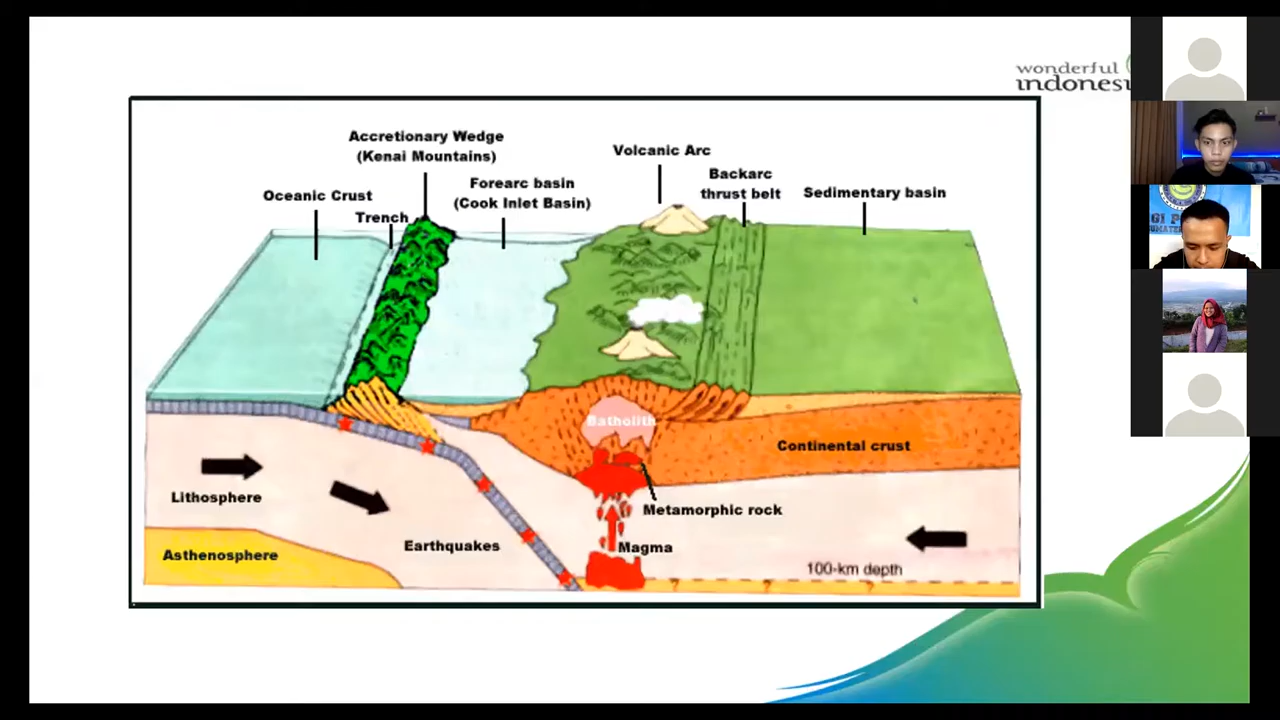 wonderful
Accretionary Wedge
(Kenai Mountains)
Volcanic Arc
Backarc
thrust belt
Forearc basin
(Cook Inlet Basin)
Oceanic Crust
Sedimentary basin
Trench
Batholith
Continental crust
Lithosphere
Metamorphic rock
Earthquakes
Magma
Asthenosphere
100-km depth
? ? ?